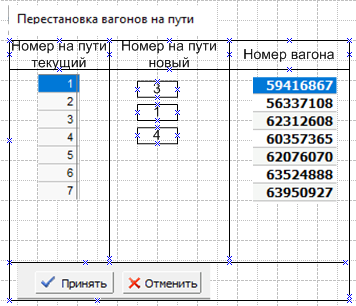 Перестановка вагонов на пути
Номер на пути текущий
Номер на пути новый
Номер вагона
1 3 59416867
2 1 56337108
3 4 62312608
4 60357365
5 62076070
6 63524888
7 63950927
Принять Отменить